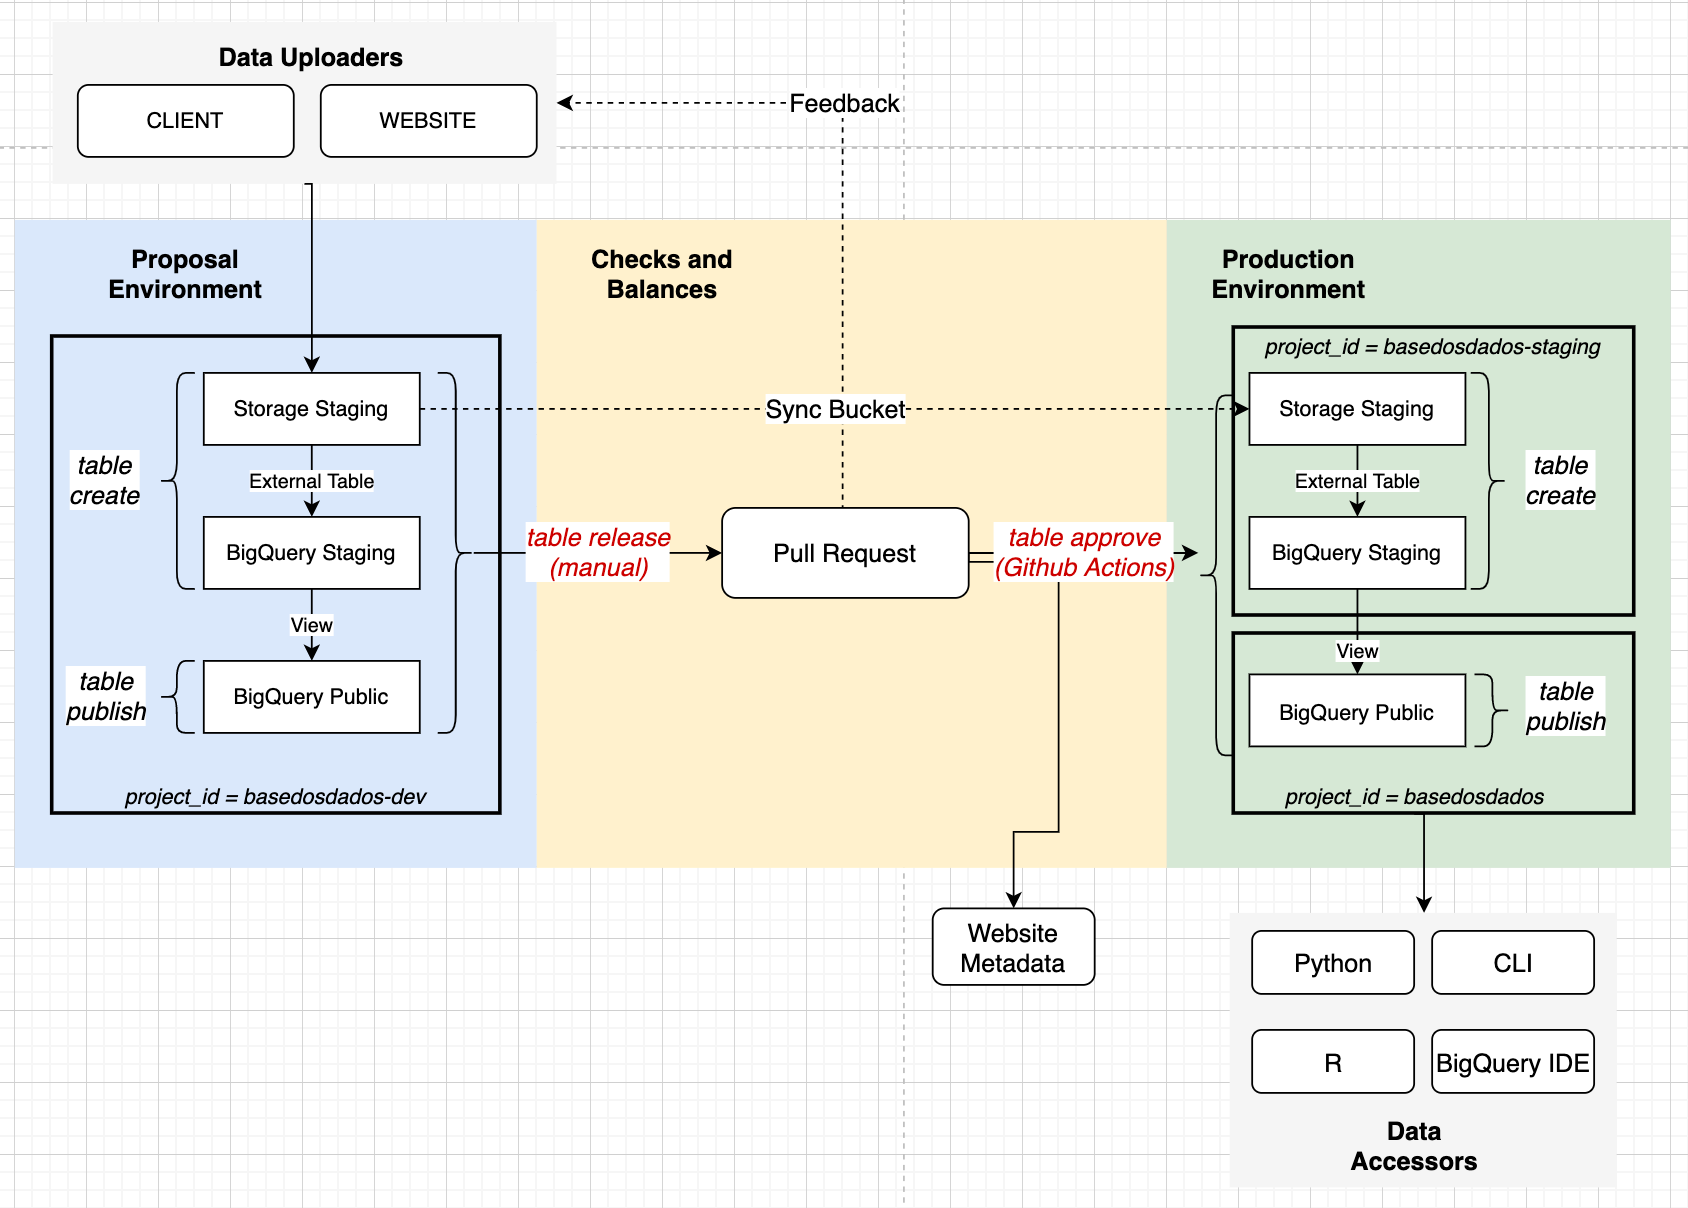 Data Uploaders
CLIENT
WEBSITE
Feedback
Proposal
Environment
Checks and
Balances
Production
Environment
project_id = basedosdados-staging
Storage Staging
Sync Bucket
Storage Staging
table
create
External Table
External Table
table
create
BigQuery Staging
table release
(manual)
Pull Request
table approve
(Github Actions)
BigQuery Staging
View
View
table
publish
BigQuery Public
BigQuery Public
table
publish
project_id = basedosdados-dev
project_id = basedosdados
Website
Metadata
Python
CLI
R
BigQuery IDE
Data
Accessors